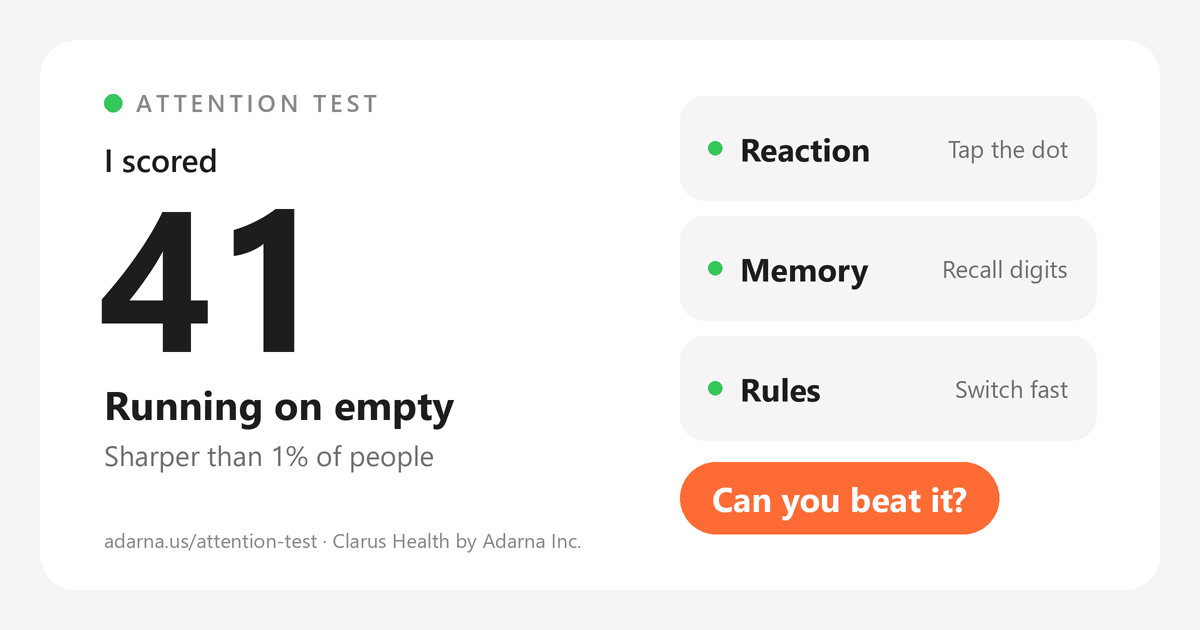 ATTENTION TEST
I scored
41
Running on empty
Sharper than 1% of people
adarna.us/attention-test · Clarus Health by Adarna Inc.
Reaction Tap the dot
Memory Recall digits
Rules Switch fast
Can you beat it?